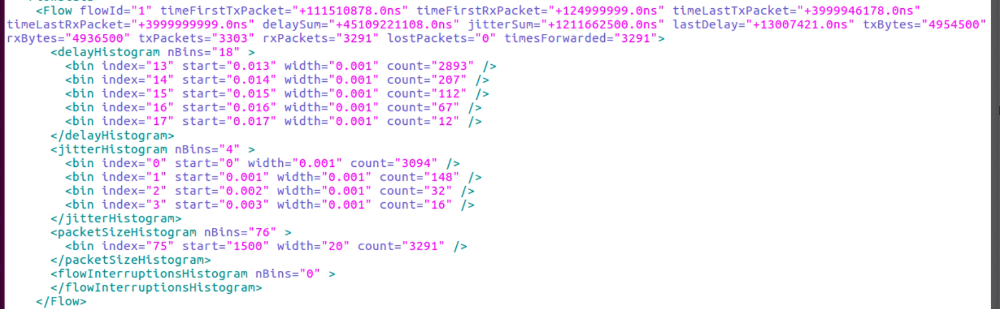 <Flow flowId="1" timeFirstTxPacket="+111510878.0ns" timeFirstRxPacket="+124999999.0ns" timeLastTxPacket="+3999946178.0ns"
timeLastRxPacket="+3999999999.0ns" delaySum="+45109221108.0ns" jitterSum="+1211662500.0ns" lastDelay="+13007421.0ns" txBytes="4954500"
rxBytes="4936500" txPackets="3303" rxPackets="3291" lostPackets="0" timesForwarded="3291">
<delayHistogram nBins="18" >
<bin index="13" start="0.013" width="0.001" count="2893" />
<bin index="14" start="0.014" width="0.001" count="207" />
<bin index="15" start="0.015" width="0.001" count="112" />
<bin index="16" start="0.016" width="0.001" count="67" />
<bin index="17" start="0.017" width="0.001" count="12" />
</delayHistogram>
<jitterHistogram nBins="4" >
<bin index="0" start="0" width="0.001" count="3094" />
<bin index="1" start="0.001" width="0.001" count="148" />
<bin index="2" start="0.002" width="0.001" count="32" />
<bin index="3" start="0.003" width="0.001" count="16" />
</jitterHistogram>
<packetSizeHistogram nBins="76" >
<bin index="75" start="1500" width="20" count="3291" />
</packetSizeHistogram>
<flowInterruptionsHistogram nBins="0" >
</flowInterruptionsHistogram>
</Flow>